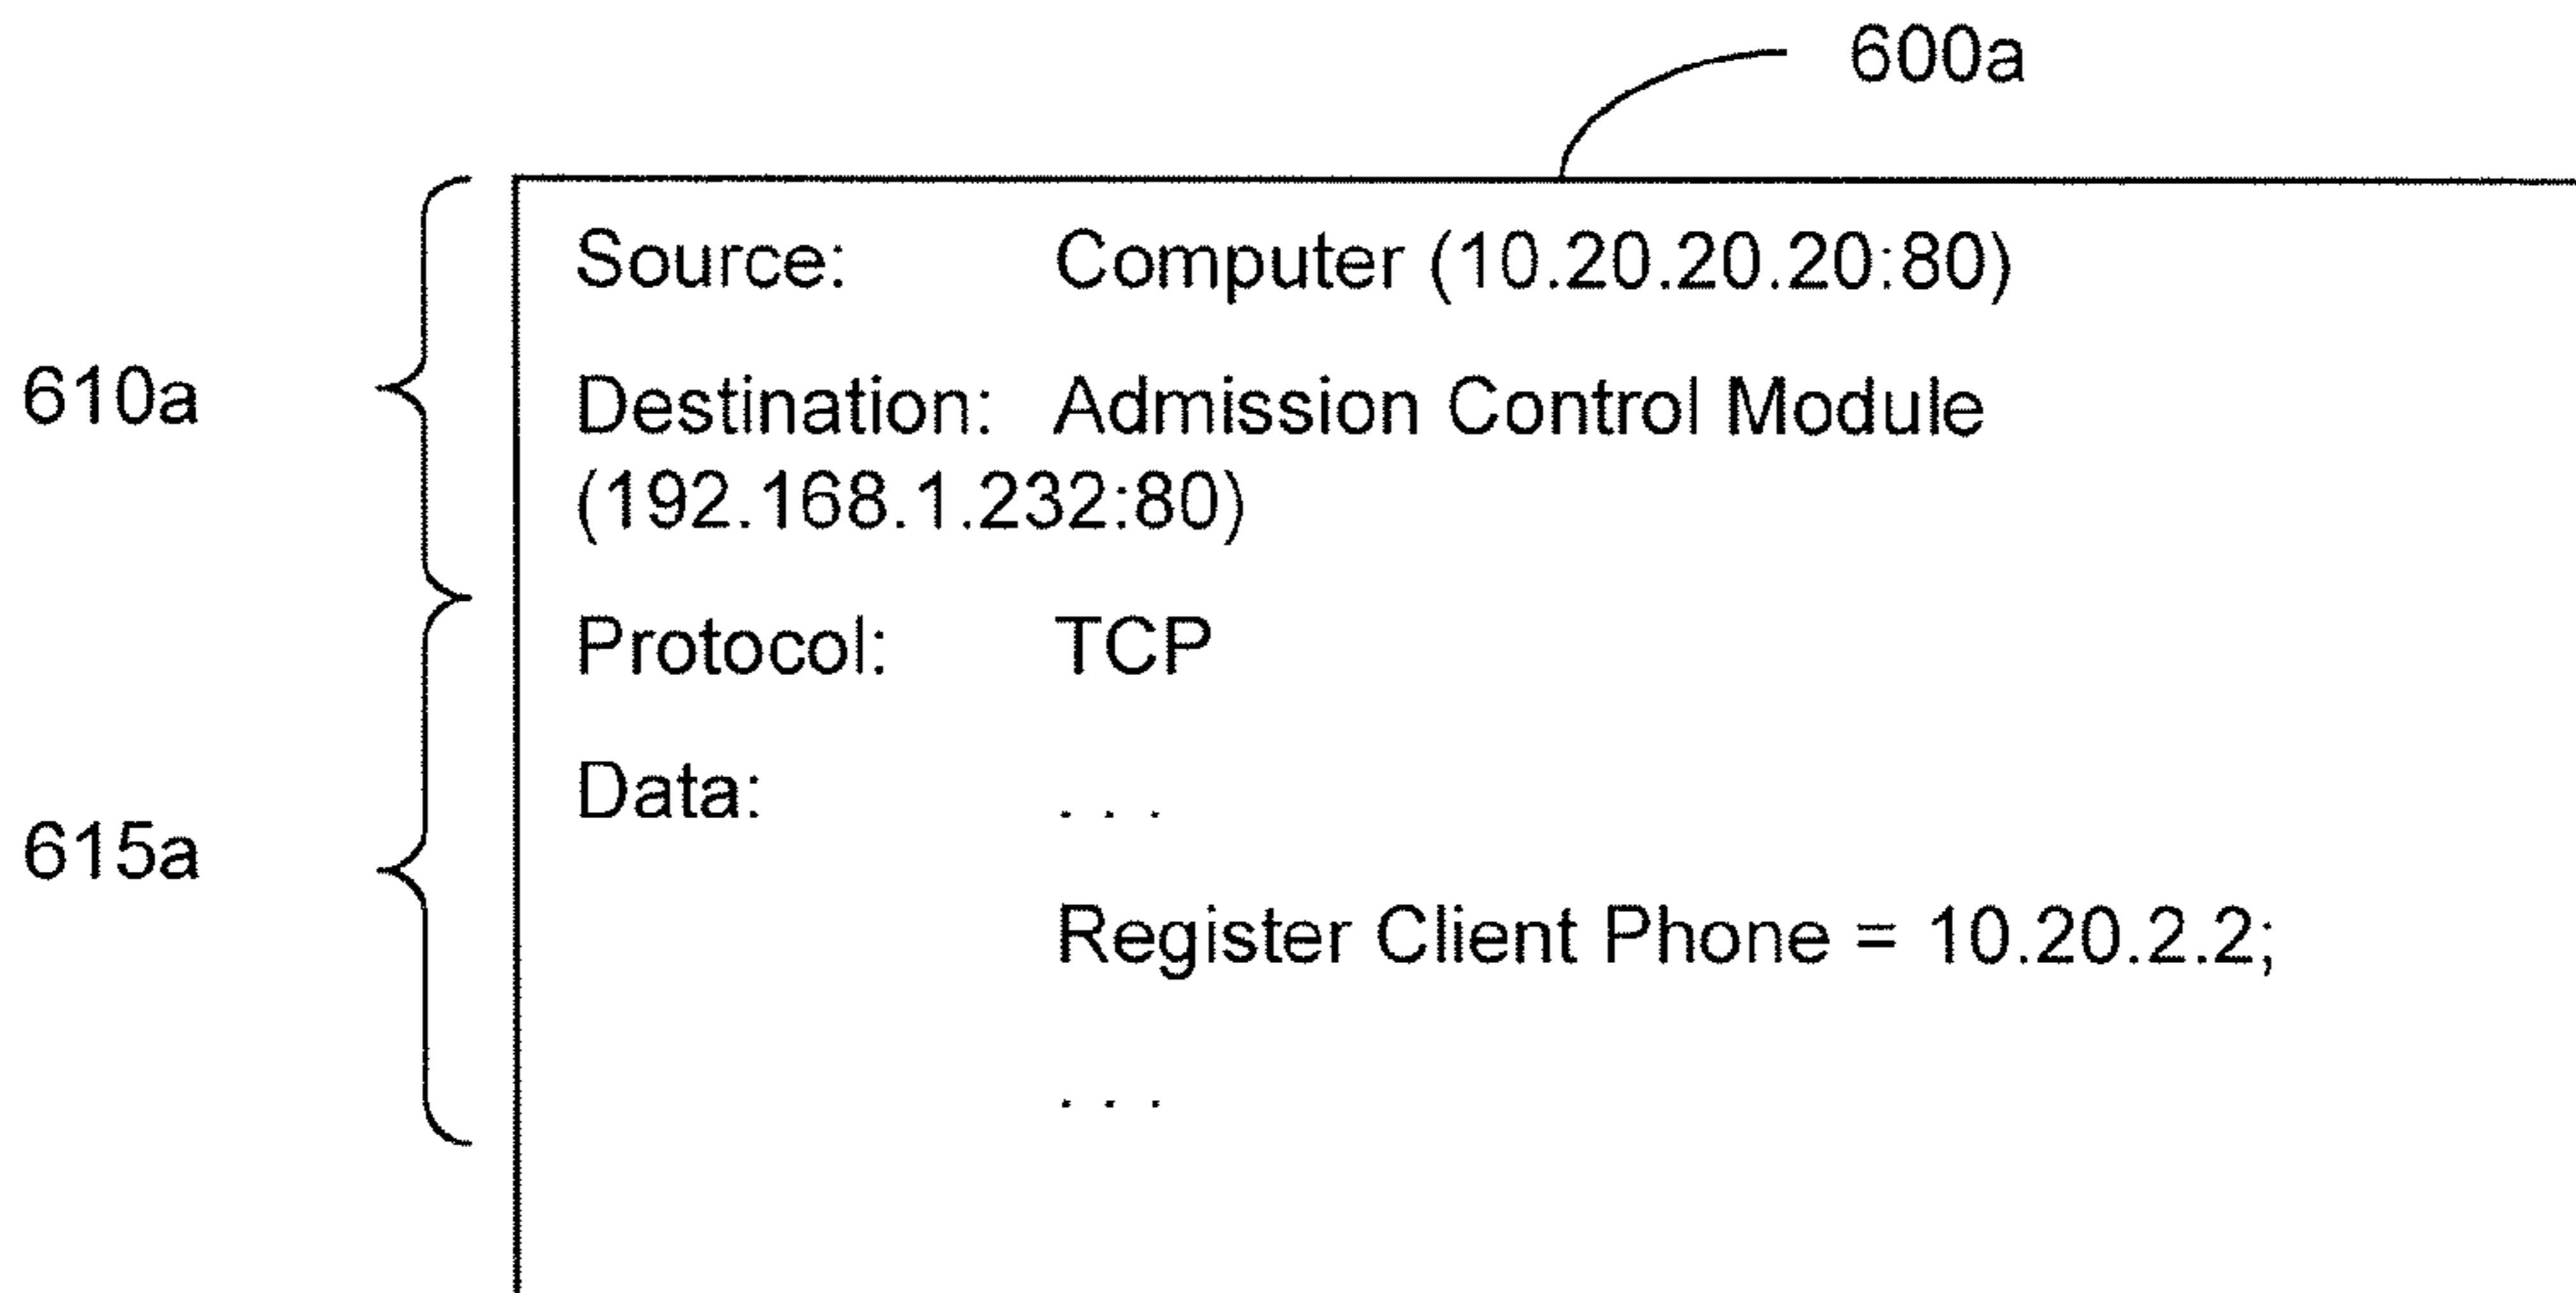 600a
Source: Computer (10.20.20.20:80)
610a
Destination: Admission Control Module
(192.168.1.232:80)
Protocol: TCP
Data: . . .
615a
Register Client Phone = 10.20.2.2;
. . .